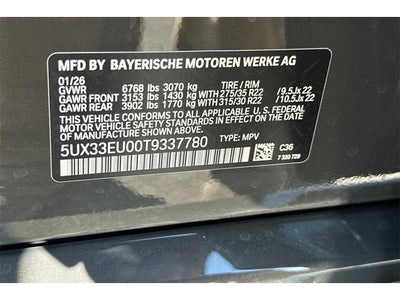 MFD BY BAYERISCHE MOTOREN WERKE AG
01/26 TIRE / RIM
GVWR 6768 lbs 3070 kg
GAWR FRONT 3153 lbs 1430 kg WITH 275/35 R22 / 9.5Jx22
GAWR REAR 3902 lbs 1770 kg WITH 315/30 R22 / 10.5Jx22
THIS VEHICLE CONFORMS TO ALL APPLICABLE U.S. FEDERAL
MOTOR VEHICLE SAFETY STANDARDS IN EFFECT ON THE DATE OF
MANUFACTURE SHOWN ABOVE.
5UX33EU00T9337780 TYPE: MPV
C36
7 320 720